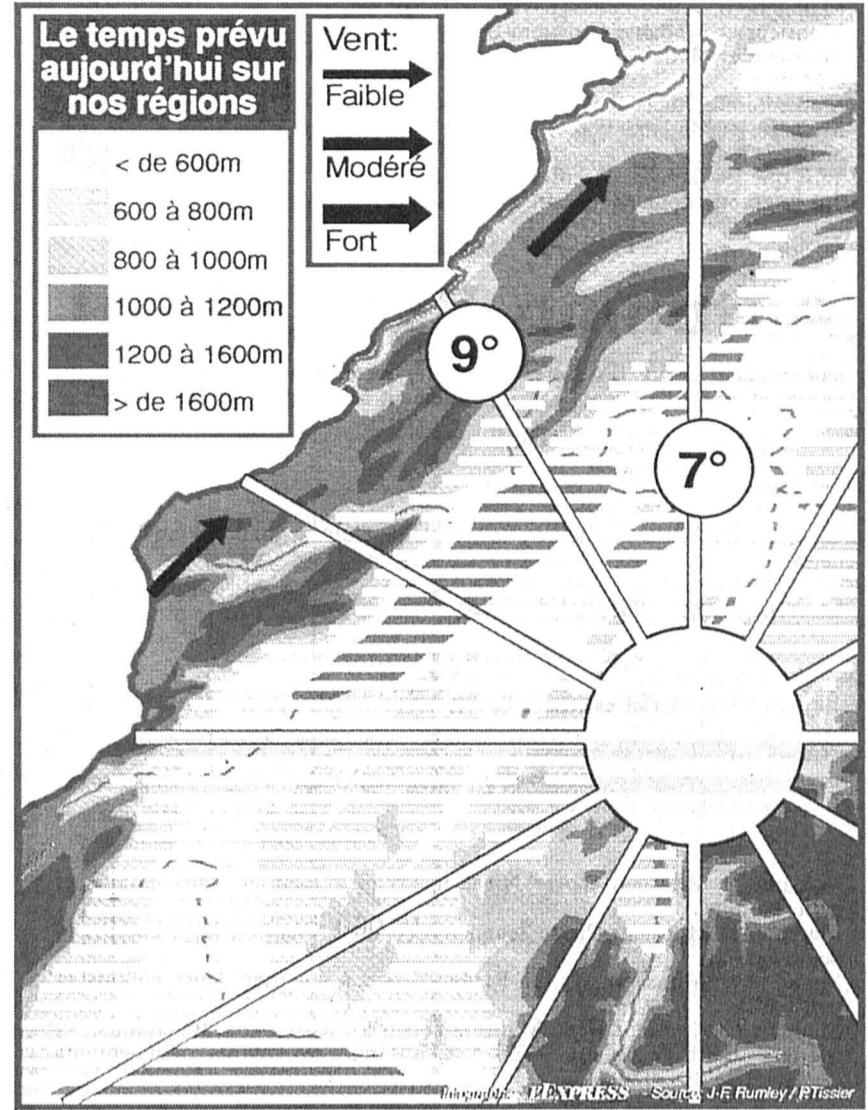 Le temps prévu
aujourd'hui sur
nos régions
< de 600m
600 à 800m
800 à 1000m
1000 à 1200m
1200 à 1600m
> de 1600m
Vent:
Faible
Modéré
Fort
9°
7°
L'EXPRESS - Source: J-F. Rumley / P.Tissier